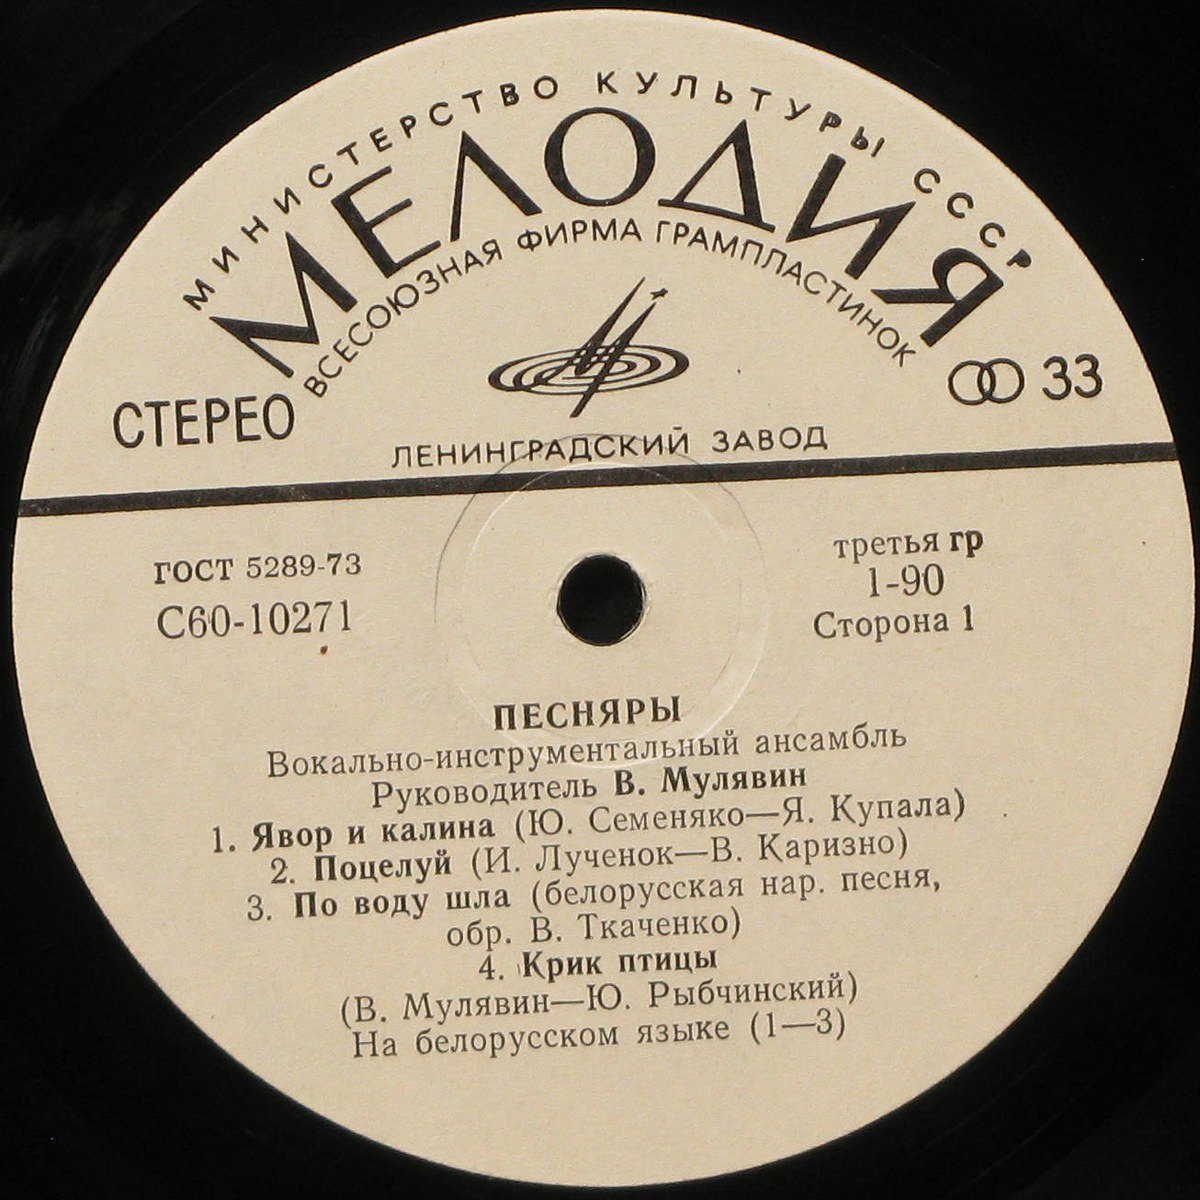 МИНИСТЕРСТВО КУЛЬТУРЫ СССР
МЕЛОДИЯ
ВСЕСОЮЗНАЯ ФИРМА ГРАМПЛАСТИНОК
СТЕРЕО
33
ЛЕНИНГРАДСКИЙ ЗАВОД
ГОСТ 5289-73
С60-10271
третья гр
1-90
Сторона 1
ПЕСНЯРЫ
Вокально-инструментальный ансамбль
Руководитель В. Мулявин
1. Явор и калина (Ю. Семеняко—Я. Купала)
2. Поцелуй (И. Лученок—В. Каризно)
3. По воду шла (белорусская нар. песня,
обр. В. Ткаченко)
4. Крик птицы
(В. Мулявин—Ю. Рыбчинский)
На белорусском языке (1—3)